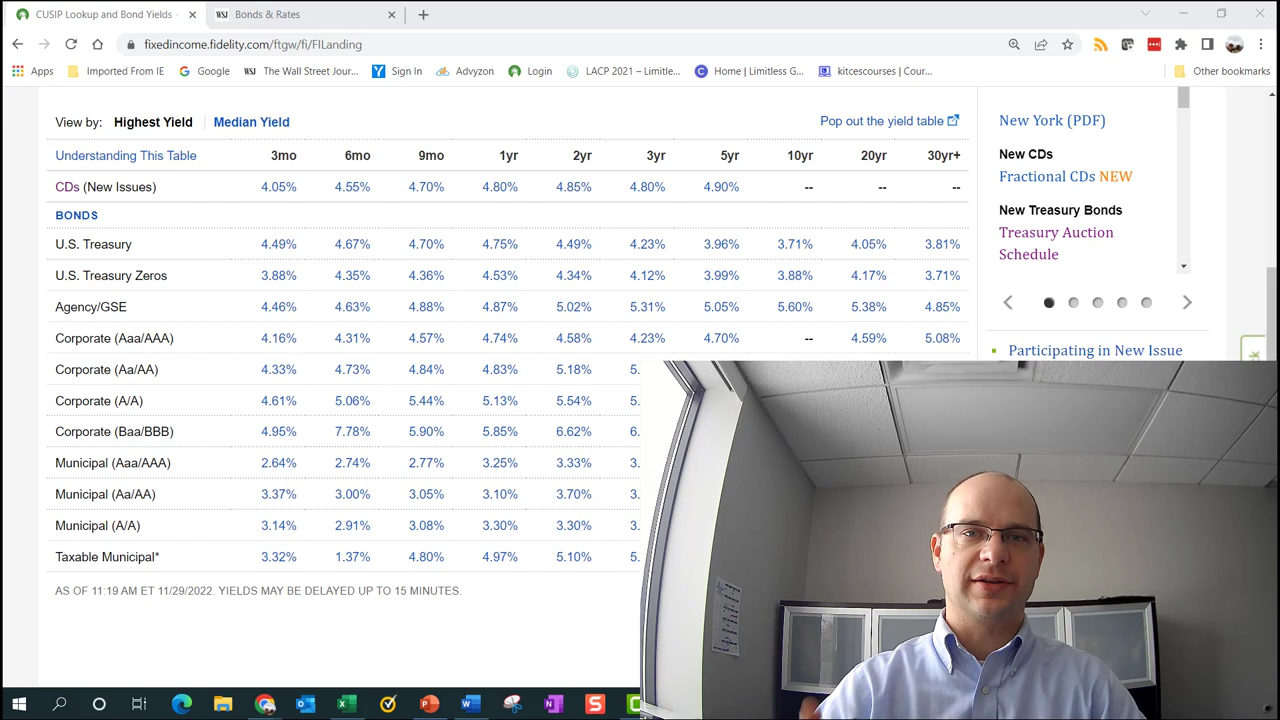 CUSIP Lookup and Bond Yields -
WSJ Bonds & Rates
fixedincome.fidelity.com/ftgw/fi/FILanding
Apps Imported From IE Google WSJ The Wall Street Jour... Sign In Advyzon Login LACP 2021 – Limitle... Home | Limitless G... kitcescourses | Cour... Other bookmarks
View by: Highest Yield Median Yield Pop out the yield table
Understanding This Table 3mo 6mo 9mo 1yr 2yr 3yr 5yr 10yr 20yr 30yr+
CDs (New Issues) 4.05% 4.55% 4.70% 4.80% 4.85% 4.80% 4.90% -- -- --
BONDS
U.S. Treasury 4.49% 4.67% 4.70% 4.75% 4.49% 4.23% 3.96% 3.71% 4.05% 3.81%
U.S. Treasury Zeros 3.88% 4.35% 4.36% 4.53% 4.34% 4.12% 3.99% 3.88% 4.17% 3.71%
Agency/GSE 4.46% 4.63% 4.88% 4.87% 5.02% 5.31% 5.05% 5.60% 5.38% 4.85%
Corporate (Aaa/AAA) 4.16% 4.31% 4.57% 4.74% 4.58% 4.23% 4.70% -- 4.59% 5.08%
Corporate (Aa/AA) 4.33% 4.73% 4.84% 4.83% 5.18% 5.
Corporate (A/A) 4.61% 5.06% 5.44% 5.13% 5.54% 5.
Corporate (Baa/BBB) 4.95% 7.78% 5.90% 5.85% 6.62% 6.
Municipal (Aaa/AAA) 2.64% 2.74% 2.77% 3.25% 3.33% 3.
Municipal (Aa/AA) 3.37% 3.00% 3.05% 3.10% 3.70% 3.
Municipal (A/A) 3.14% 2.91% 3.08% 3.30% 3.30% 3.
Taxable Municipal* 3.32% 1.37% 4.80% 4.97% 5.10% 5.
AS OF 11:19 AM ET 11/29/2022. YIELDS MAY BE DELAYED UP TO 15 MINUTES.
New York (PDF)
New CDs
Fractional CDs NEW
New Treasury Bonds
Treasury Auction
Schedule
Participating in New Issue